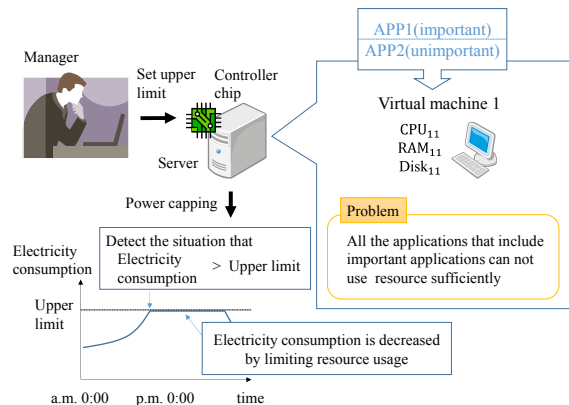 APP1(important)
APP2(unimportant)
Manager
Set upper
limit
Controller
chip
Server
Virtual machine 1
CPU₁₁
RAM₁₁
Disk₁₁
Power capping
Problem
All the applications that include
important applications can not
use resource sufficiently
Detect the situation that
Electricity
consumption > Upper limit
Electricity
consumption
Upper
limit
Electricity consumption is decreased
by limiting resource usage
a.m. 0:00 p.m. 0:00 time